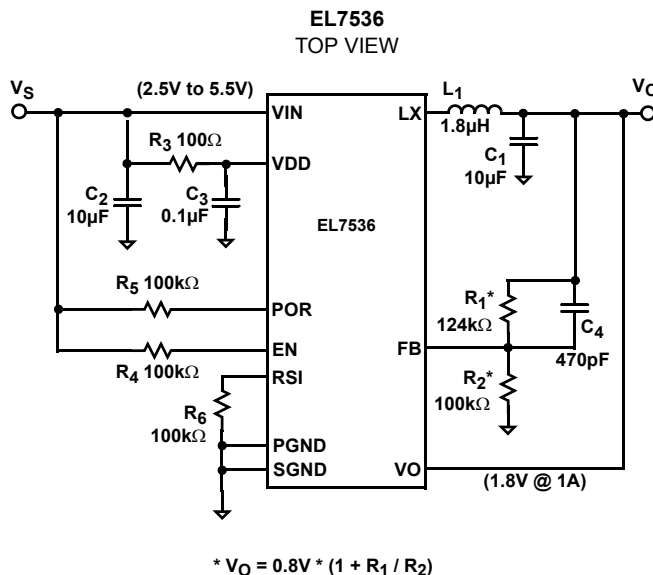 EL7536
TOP VIEW
VS
(2.5V to 5.5V)
VIN
LX
L1
1.8µH
VO
R3 100Ω
VDD
C2
10µF
C3
0.1µF
C1
10µF
EL7536
R5 100kΩ
POR
R1*
124kΩ
C4
470pF
EN
FB
R4 100kΩ
RSI
R2*
100kΩ
R6
100kΩ
PGND
SGND
VO
(1.8V @ 1A)
* VO = 0.8V * (1 + R1 / R2)